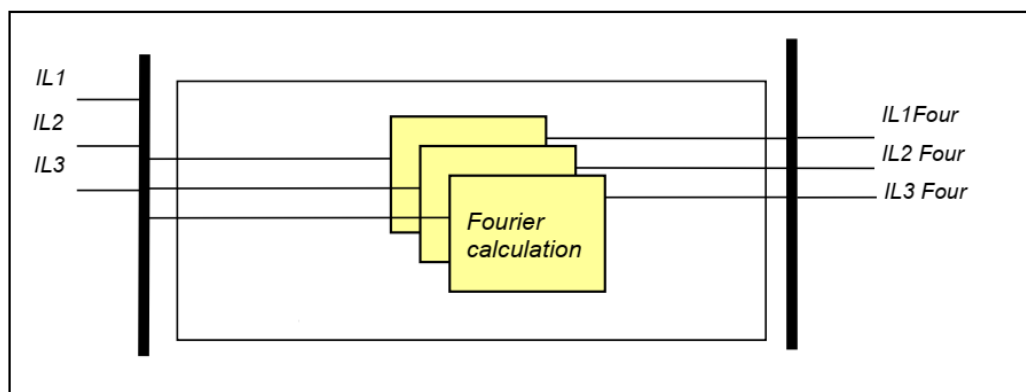 IL1
IL2
IL3
Fourier
calculation
IL1Four
IL2 Four
IL3 Four